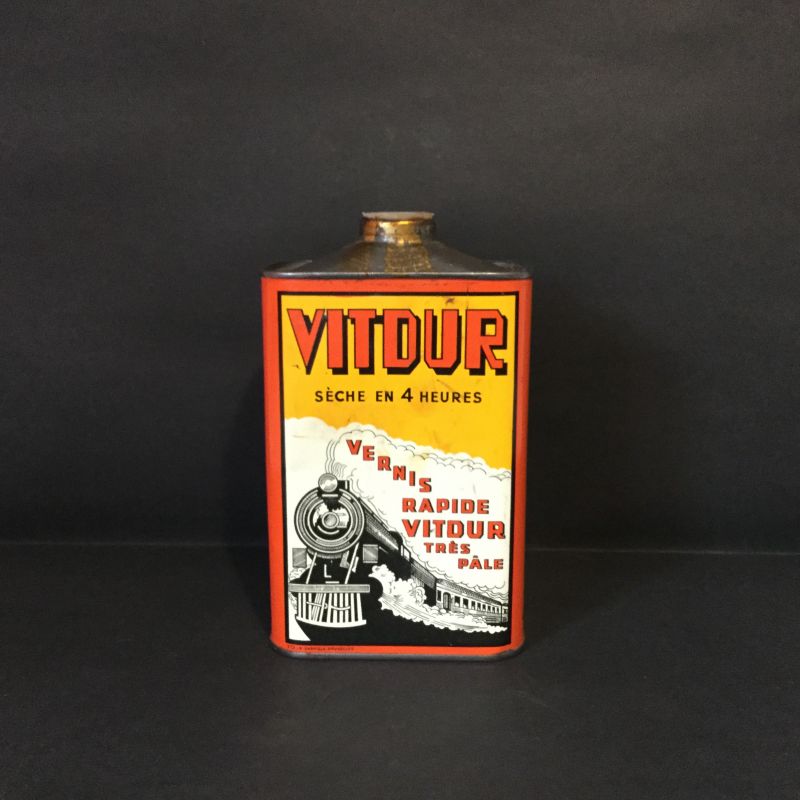 VITDUR
SÈCHE EN 4 HEURES
VERNIS
RAPIDE
VITDUR
TRÈS
PÂLE